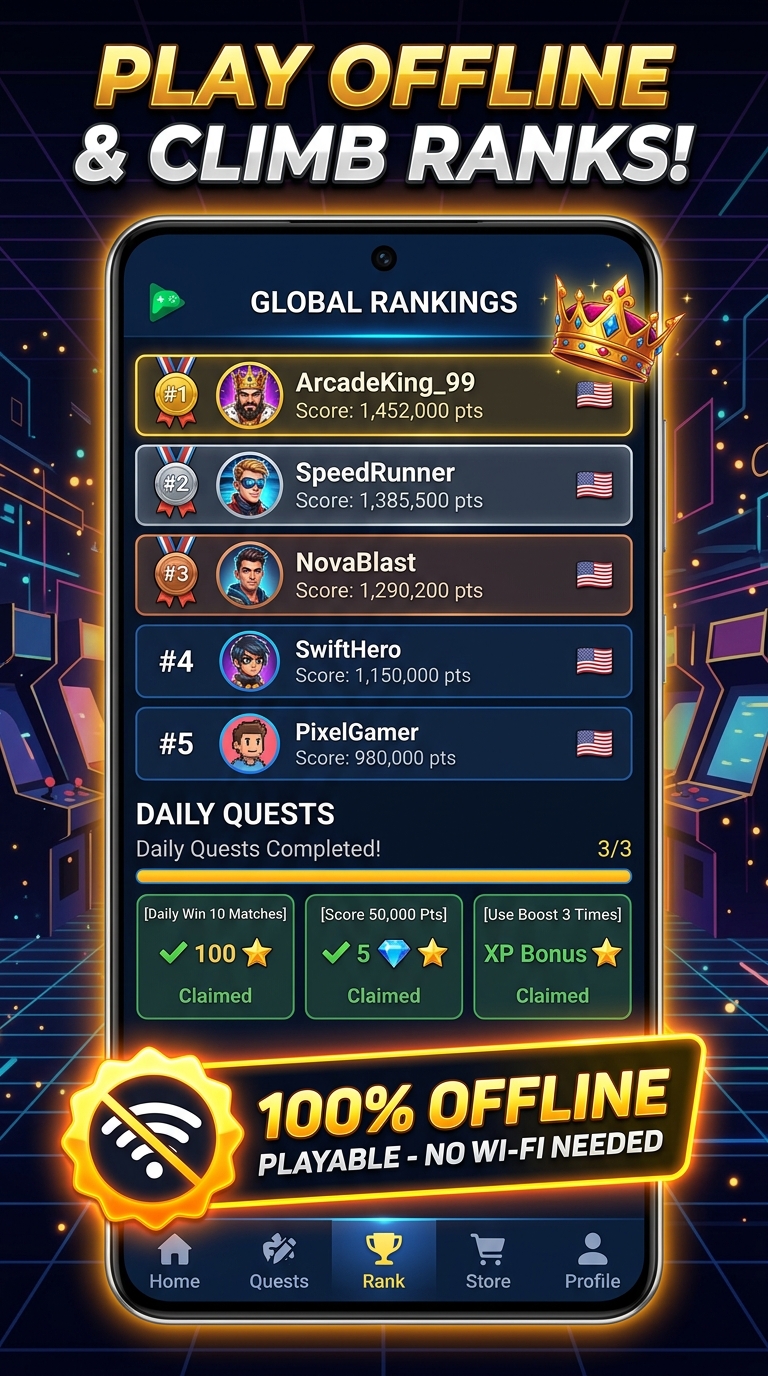 PLAY OFFLINE
& CLIMB RANKS!
GLOBAL RANKINGS
#1
ArcadeKing_99
Score: 1,452,000 pts
#2
SpeedRunner
Score: 1,385,500 pts
#3
NovaBlast
Score: 1,290,200 pts
#4
SwiftHero
Score: 1,150,000 pts
#5
PixelGamer
Score: 980,000 pts
DAILY QUESTS
Daily Quests Completed! 3/3
[Daily Win 10 Matches]
100
Claimed
[Score 50,000 Pts]
5
Claimed
[Use Boost 3 Times]
XP Bonus
Claimed
100% OFFLINE
PLAYABLE - NO WI-FI NEEDED
Home Quests Rank Store Profile